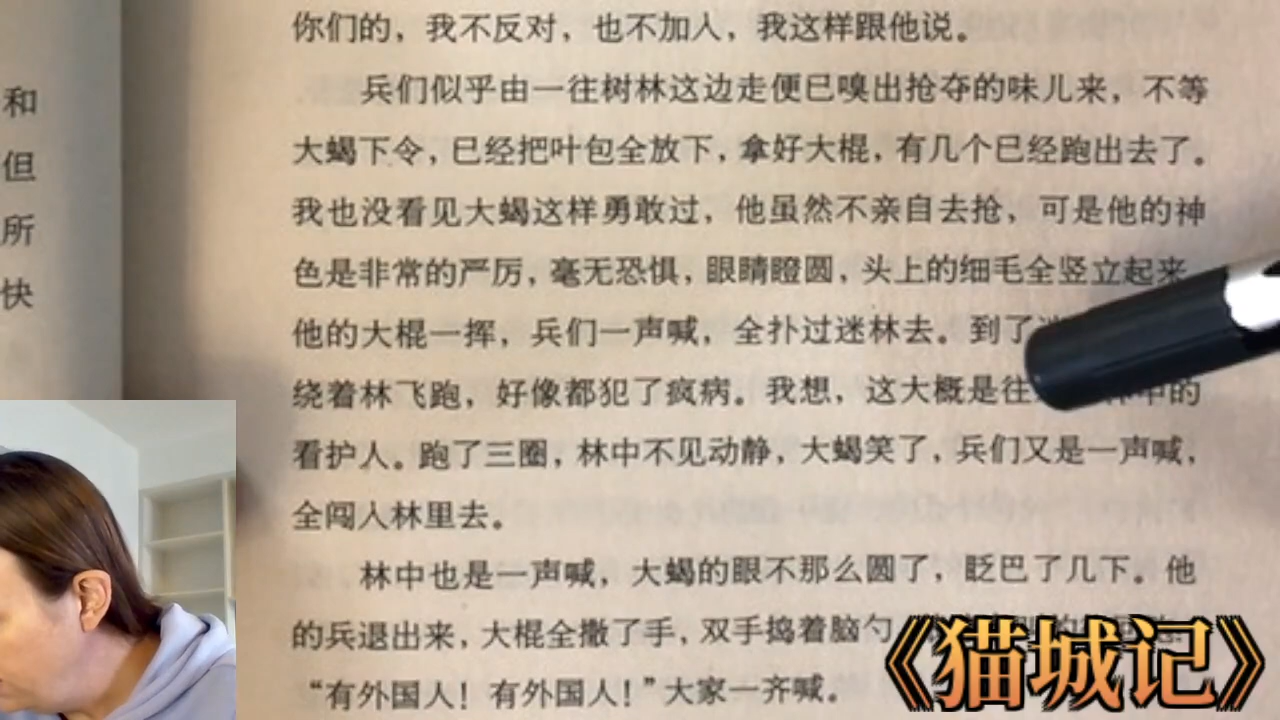 和
但
所
快
你们的，我不反对，也不加入，我这样跟他说。
兵们似乎由一往树林这边走便已嗅出抢夺的味儿来，不等
大蝎下令，已经把叶包全放下，拿好大棍，有几个已经跑出去了。
我也没看见大蝎这样勇敢过，他虽然不亲自去抢，可是他的神
色是非常的严厉，毫无恐惧，眼睛瞪圆，头上的细毛全竖立起来
他的大棍一挥，兵们一声喊，全扑过迷林去。到了
绕着林飞跑，好像都犯了疯病。我想，这大概是往 中的
看护人。跑了三圈，林中不见动静，大蝎笑了，兵们又是一声喊，
全闯入林里去。
林中也是一声喊，大蝎的眼不那么圆了，眨巴了几下。他
的兵退出来，大棍全撒了手，双手捣着脑勺
“有外国人！有外国人！”大家一齐喊。
《猫城记》